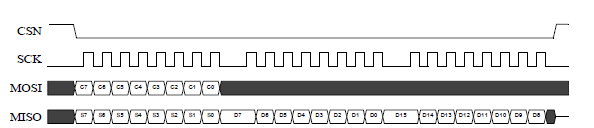 CSN
SCK
MOSI C7 C6 C5 C4 C3 C2 C1 C0
MISO S7 S6 S5 S4 S3 S2 S1 S0 D7 D6 D5 D4 D3 D2 D1 D0 D15 D14 D13 D12 D11 D10 D9 D8